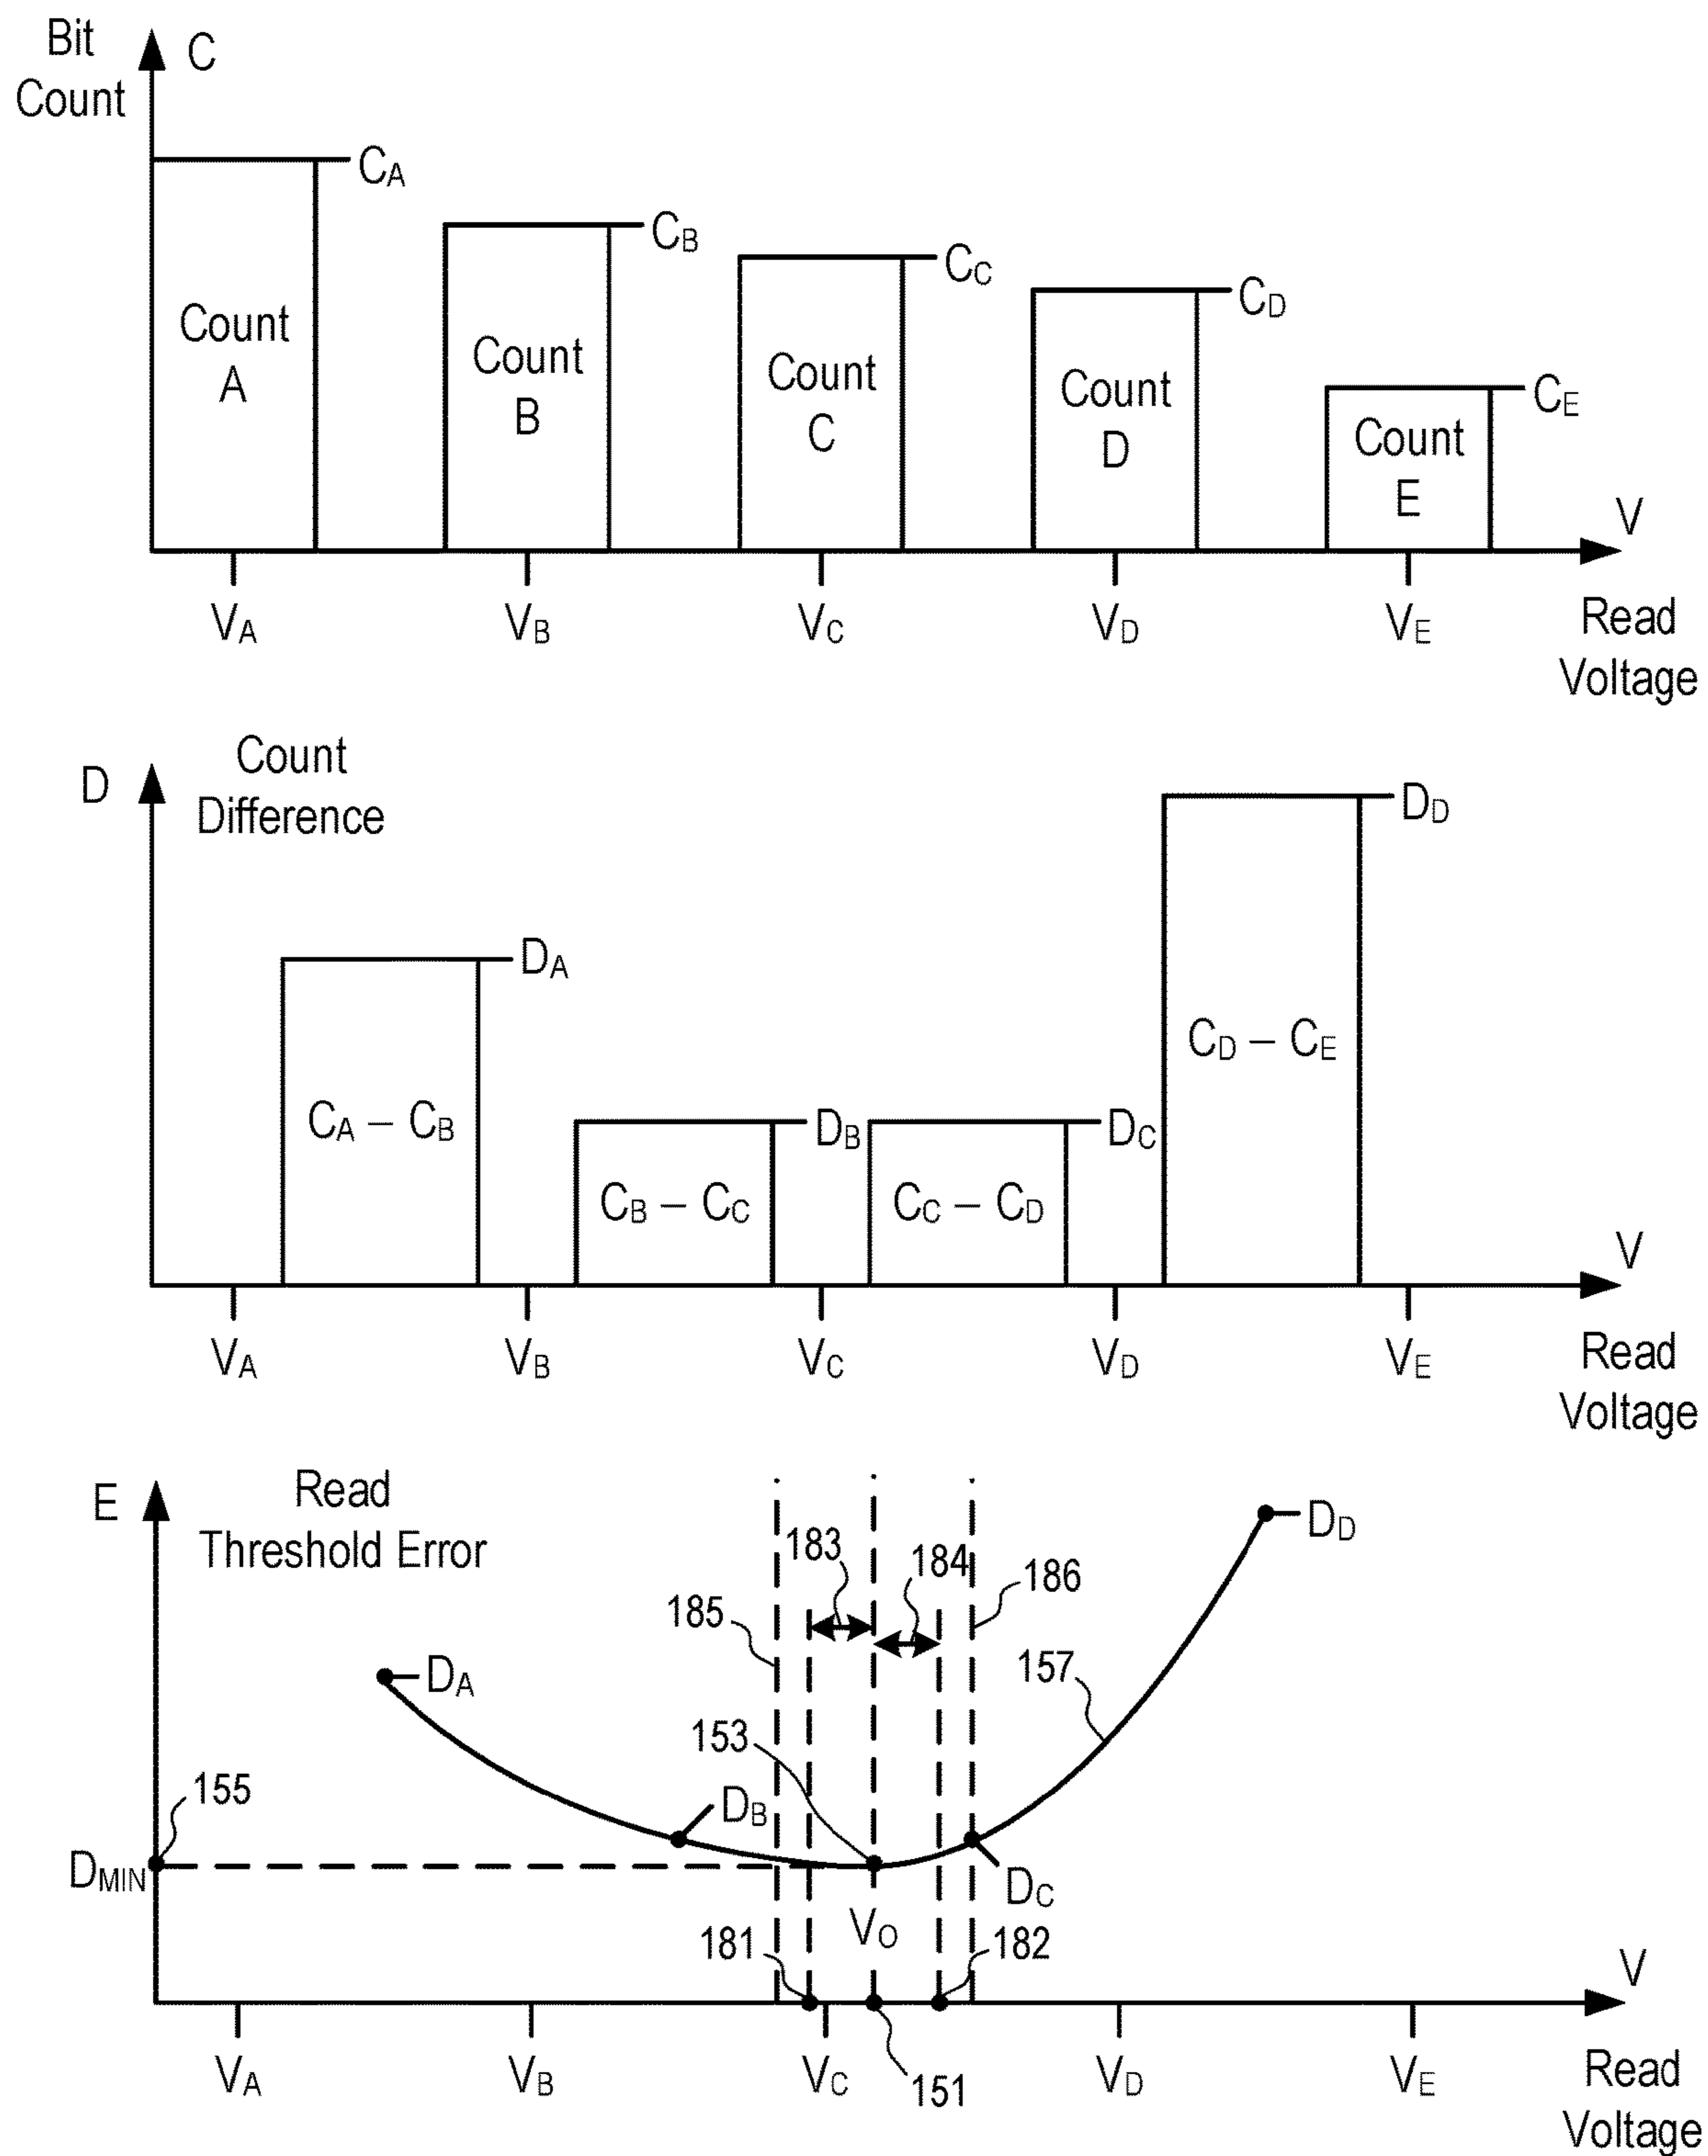 Bit
Count
C
CA
CB
CC
CD
CE
Count
A
Count
B
Count
C
Count
D
Count
E
V
VA
VB
VC
VD
VE
Read
Voltage
D
Count
Difference
DD
DA
CD – CE
CA – CB
DB
DC
CB – CC
CC – CD
V
VA
VB
VC
VD
VE
Read
Voltage
E
Read
Threshold Error
DD
183
184
186
185
DA
157
153
155
DB
DMIN
DC
VO
181
182
V
VA
VB
VC
151
VD
VE
Read
Voltage